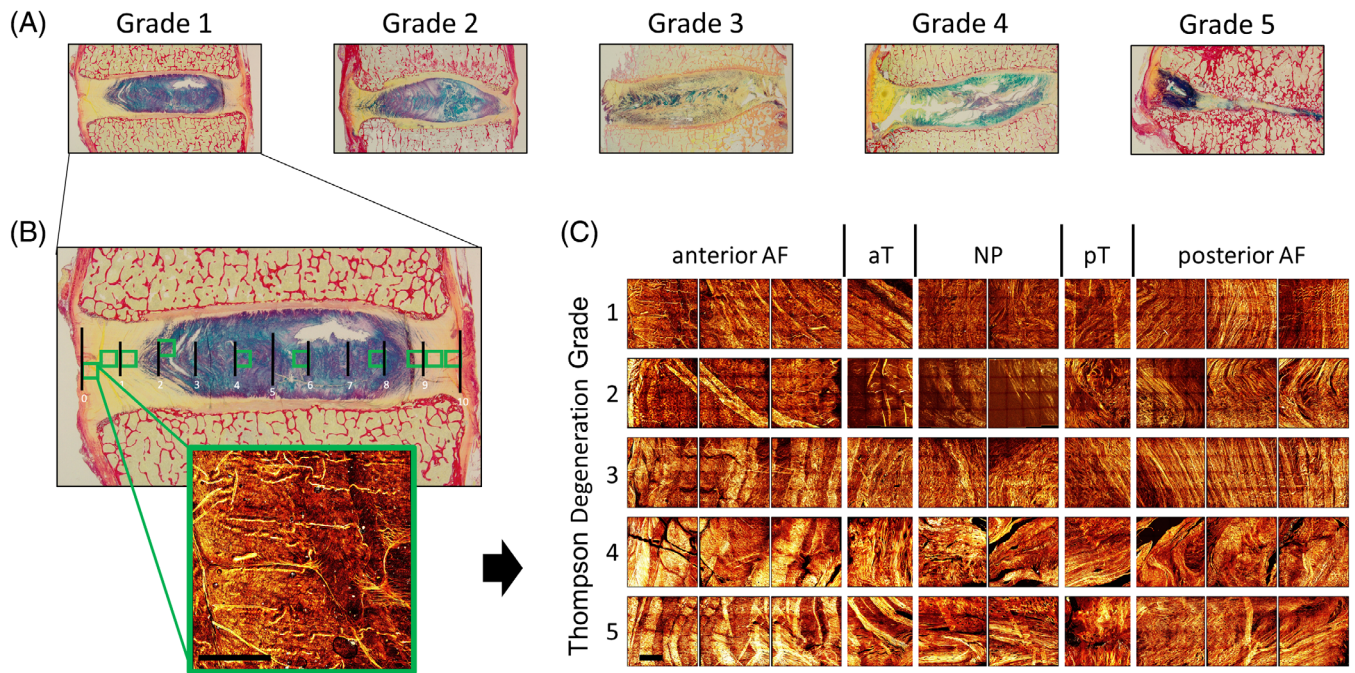 (A)
Grade 1 Grade 2 Grade 3 Grade 4 Grade 5
(B)
0 1 2 3 4 5 6 7 8 9 10
(C)
anterior AF aT NP pT posterior AF
Thompson Degeneration Grade
1
2
3
4
5